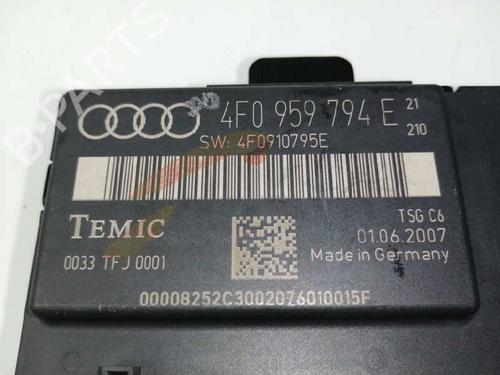 4F0 959 794 E 21
210
SW: 4F0910795E
TEMIC
TSG C6
01.06.2007
0033 TFJ 0001
Made in Germany
00008252C3002076010015F
B-PARTS